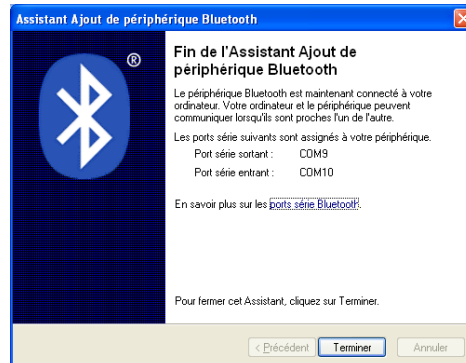 Assistant Ajout de périphérique Bluetooth
®
Fin de l'Assistant Ajout de
périphérique Bluetooth
Le périphérique Bluetooth est maintenant connecté à votre
ordinateur. Votre ordinateur et le périphérique peuvent
communiquer lorsqu'ils sont proches l'un de l'autre.
Les ports série suivants sont assignés à votre périphérique.
Port série sortant : COM9
Port série entrant : COM10
En savoir plus sur les ports série Bluetooth.
Pour fermer cet Assistant, cliquez sur Terminer.
< Précédent Terminer Annuler